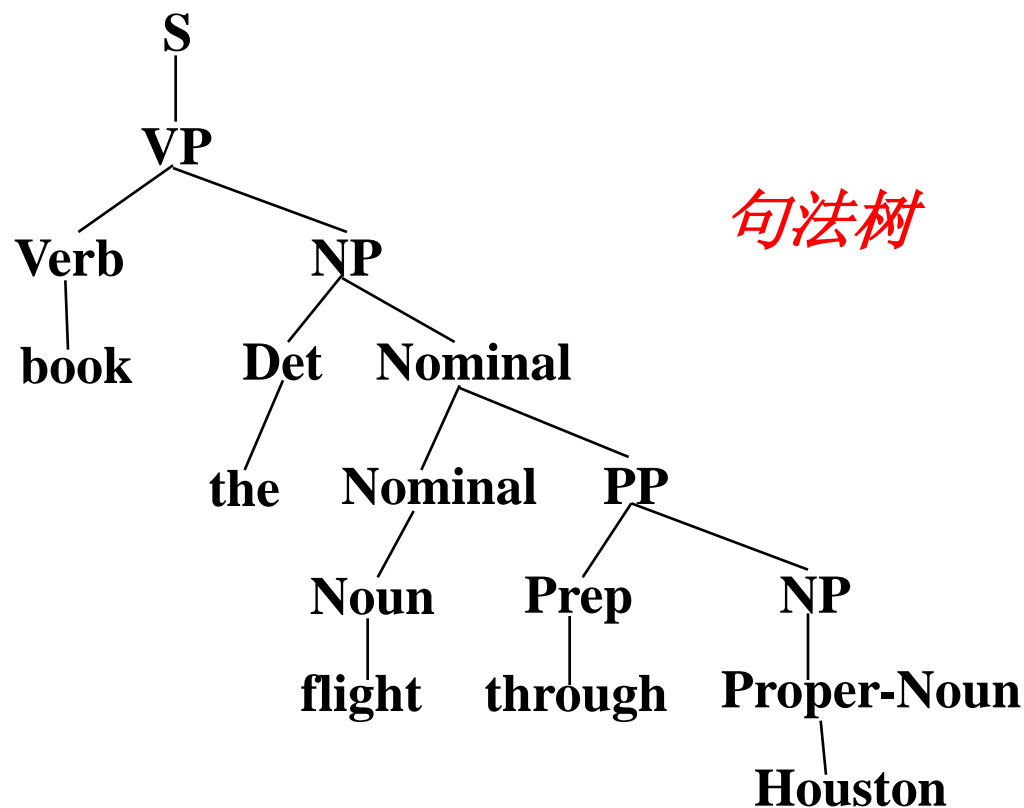 S
VP
句法树
Verb NP
book Det Nominal
the Nominal PP
Noun Prep NP
flight through Proper-Noun
Houston